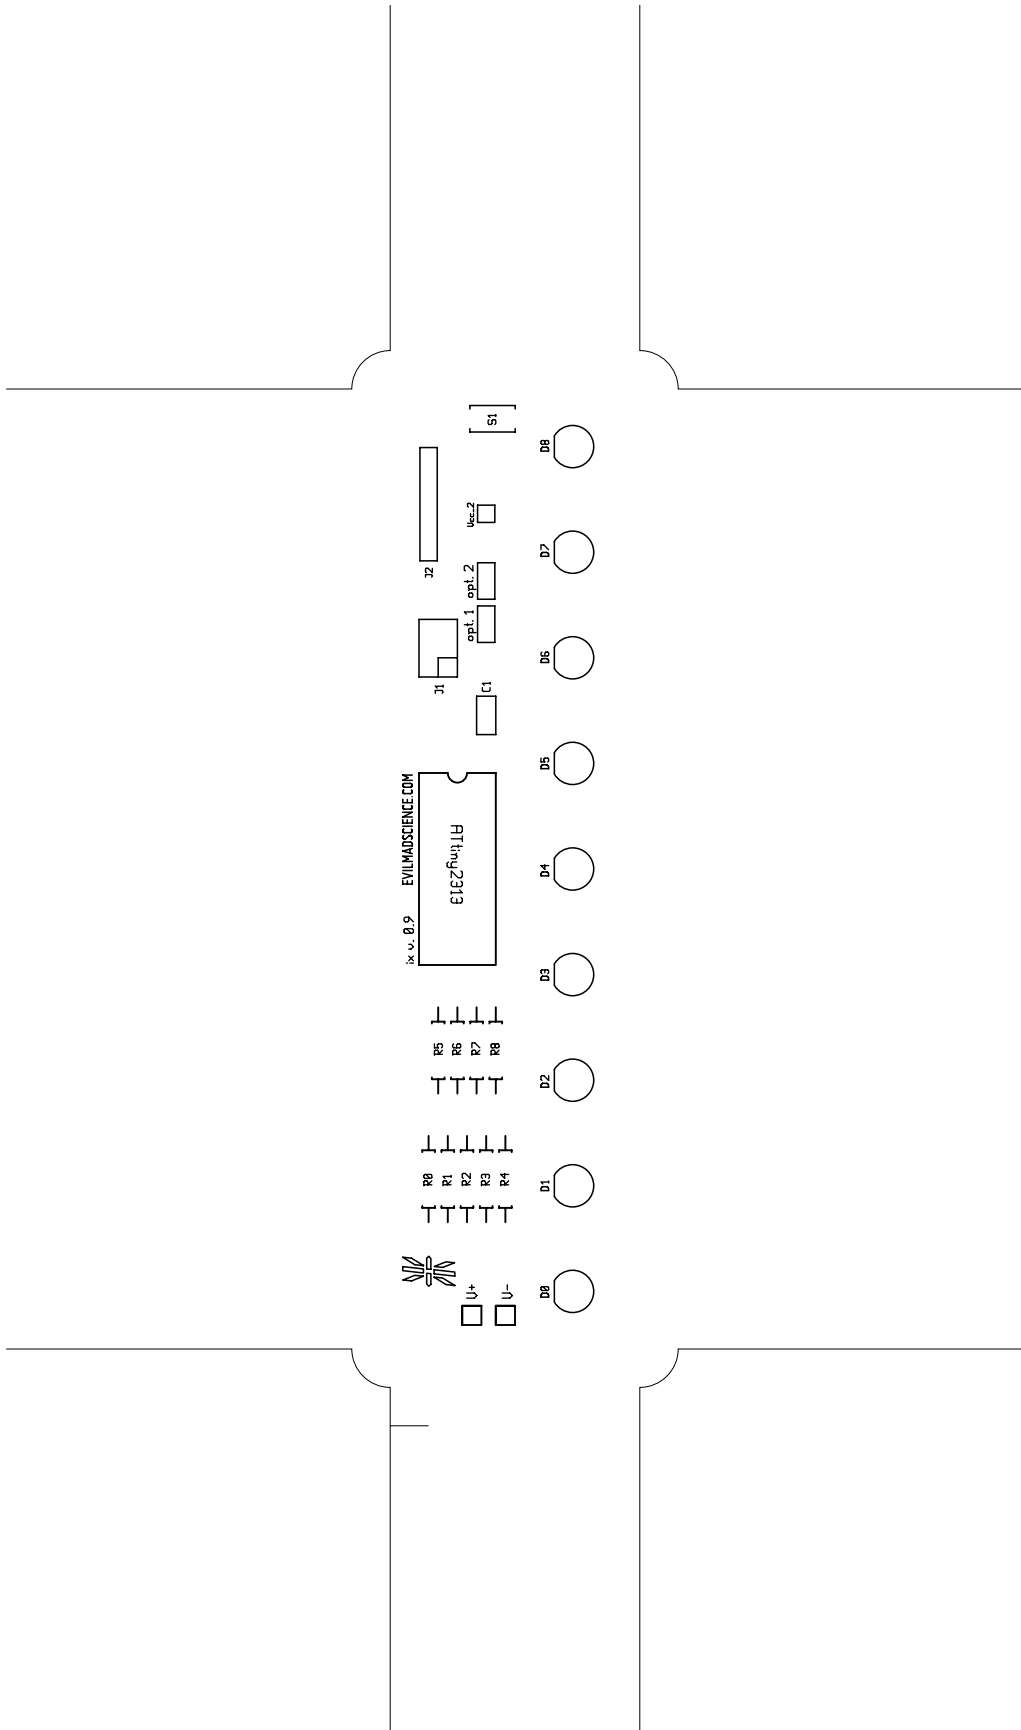 S1
D8
Vcc_2
D7
J2
opt. 2
opt. 1
D6
J1
C1
D5
EVILMADSCIENCE.COM
ATtiny2313
D4
ix v. 0.9
D3
R5
R6
R7
R8
D2
R0
R1
R2
R3
R4
D1
V+
V-
D0